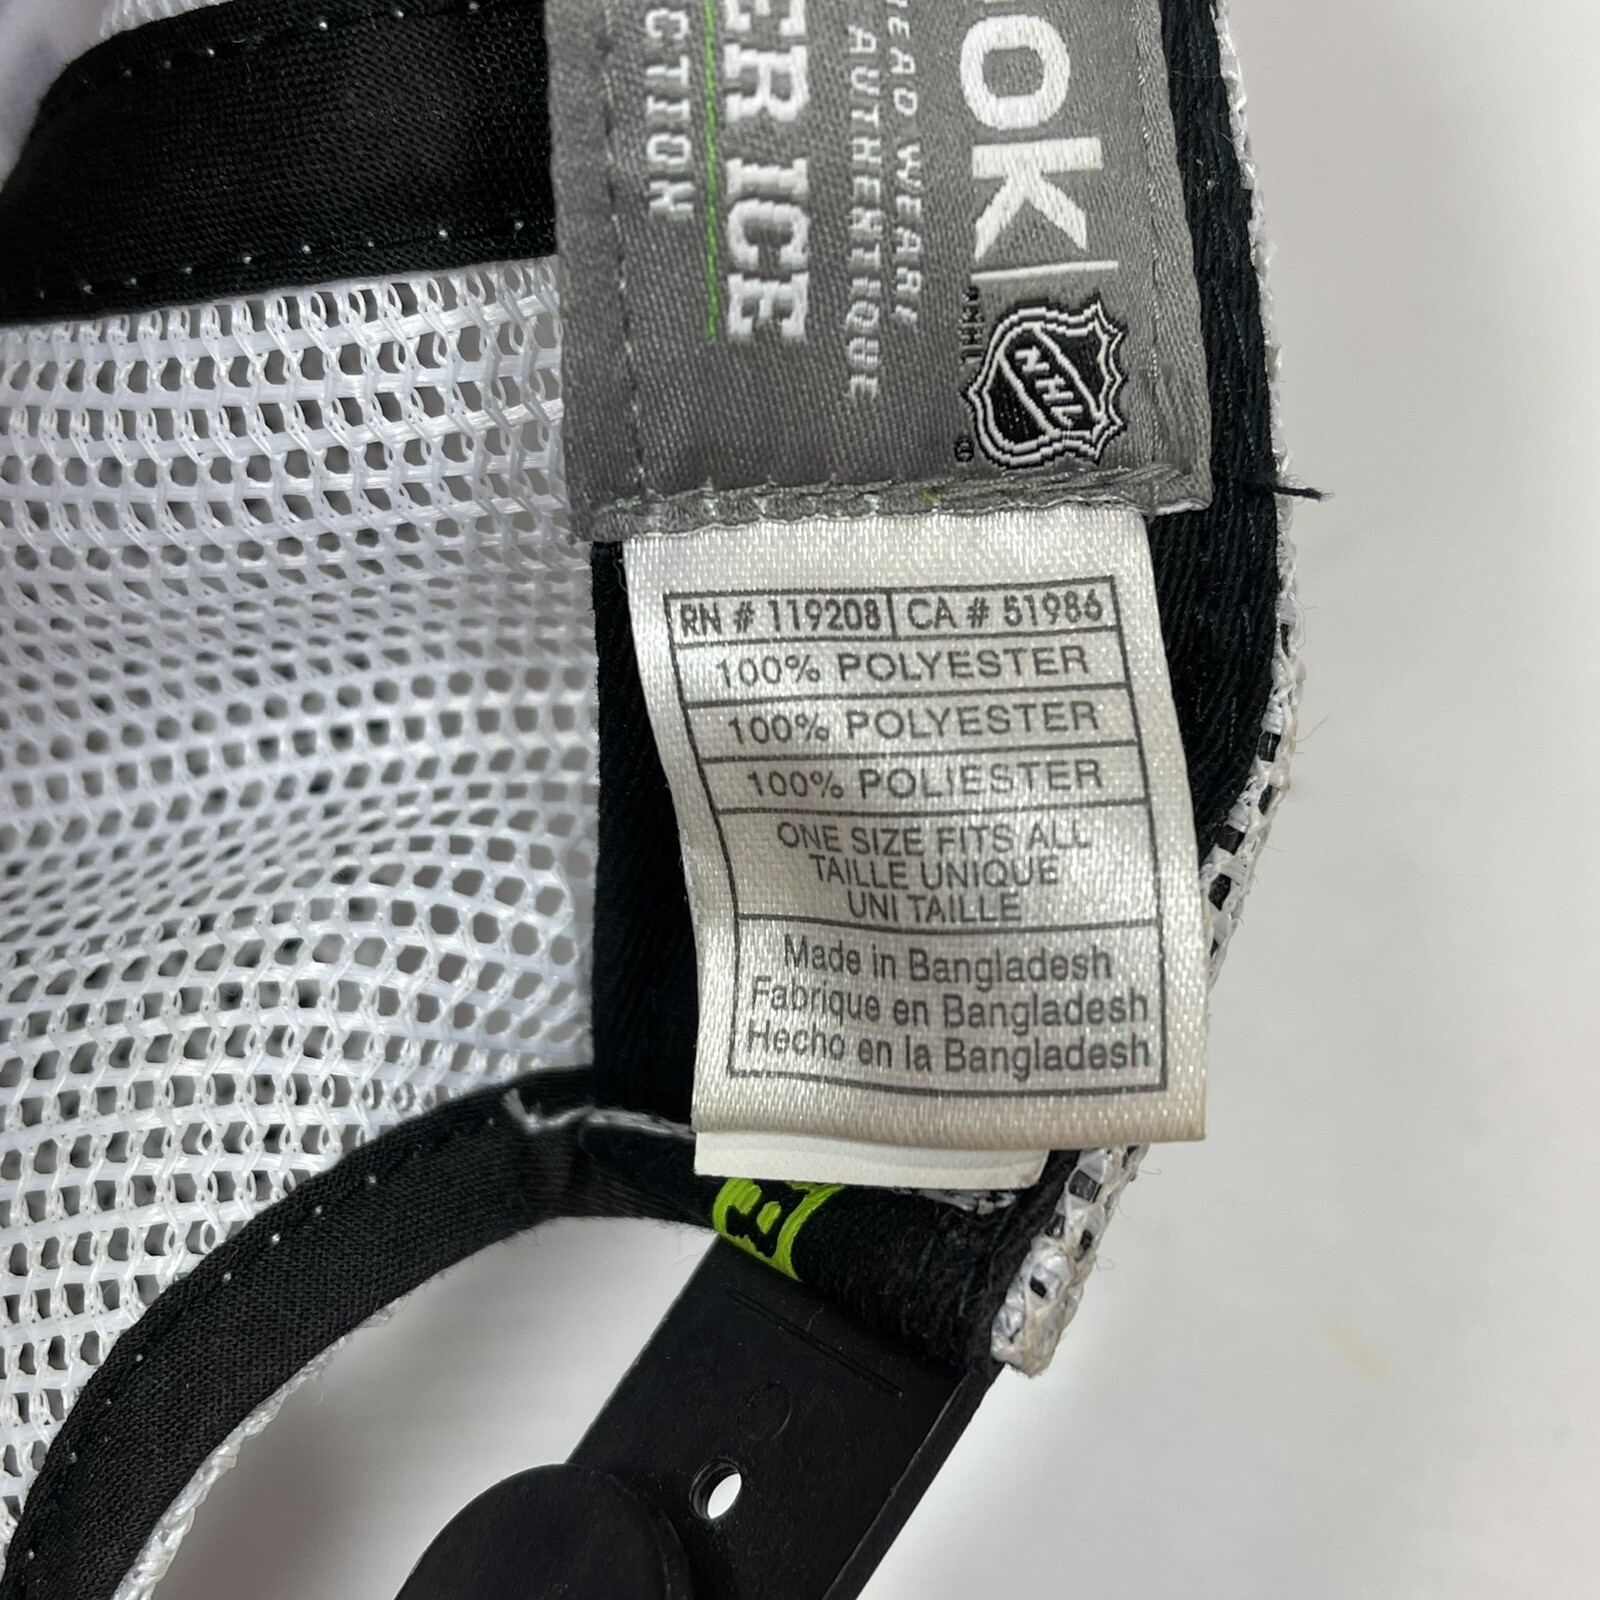 OK NHL
®NHL
EAD WEAR/
AUTHENTIQUE
ER ICE
CTION
RN # 119208 CA # 51986
100% POLYESTER
100% POLYESTER
100% POLIESTER
ONE SIZE FITS ALL
TAILLE UNIQUE
UNI TAILLE
Made in Bangladesh
Fabrique en Bangladesh
Hecho en la Bangladesh